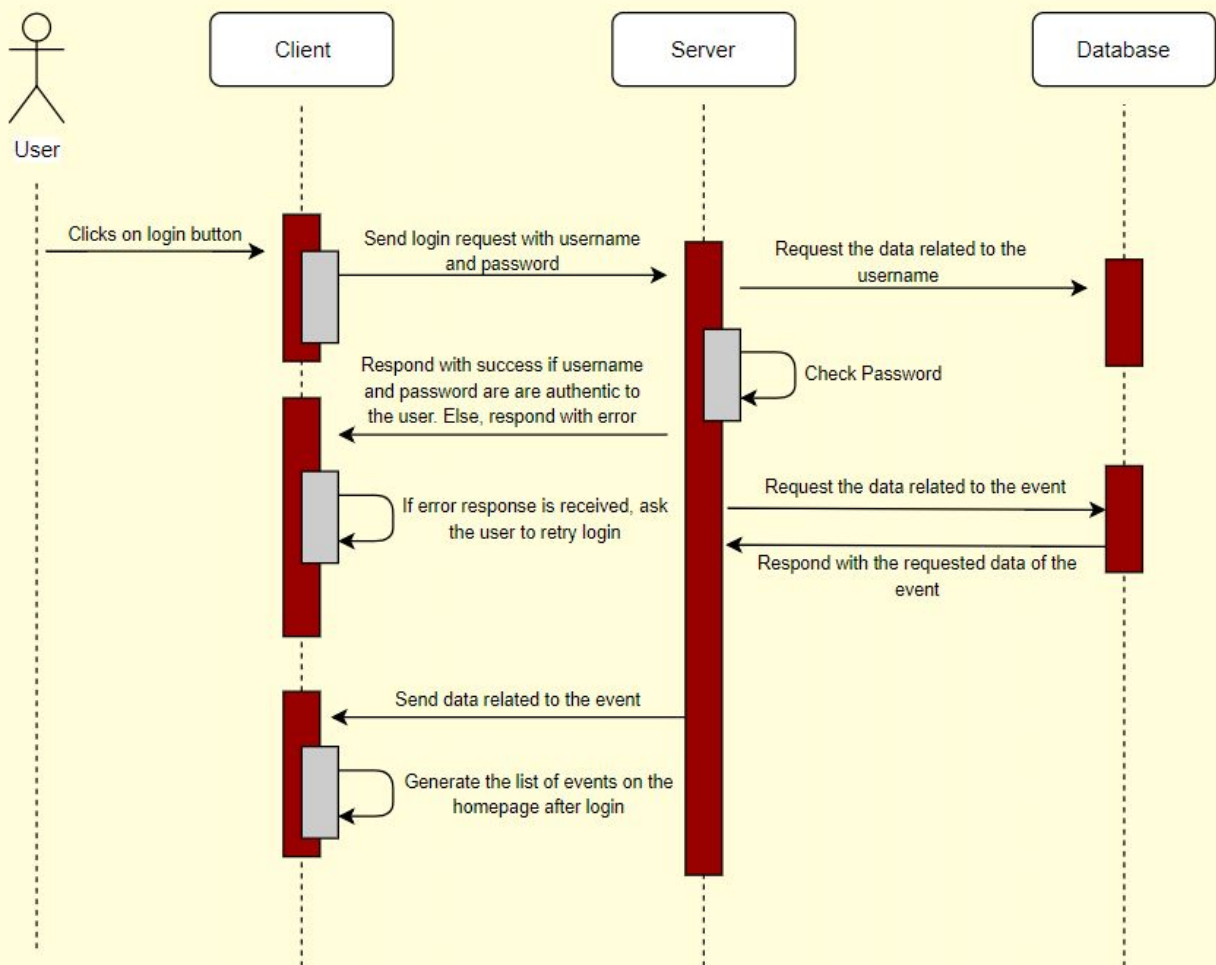 Client
Server
Database
User
Clicks on login button
Send login request with username
and password
Request the data related to the
username
Check Password
Respond with success if username
and password are are authentic to
the user. Else, respond with error
If error response is received, ask
the user to retry login
Request the data related to the event
Respond with the requested data of the
event
Send data related to the event
Generate the list of events on the
homepage after login